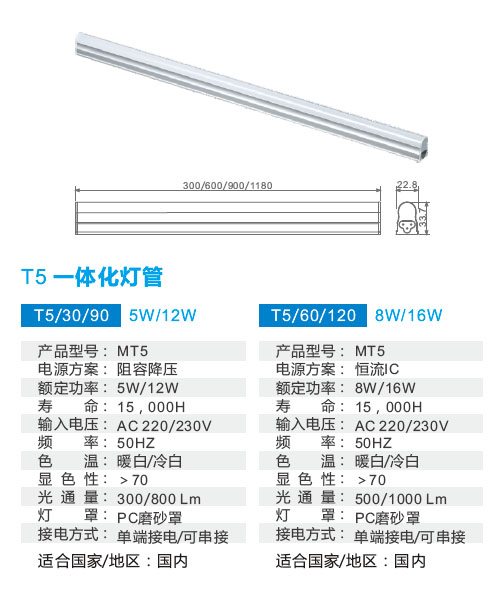 300/600/900/1180
22.8
33.7
T5 一体化灯管
T5/30/90 5W/12W
产品型号：MT5
电源方案：阻容降压
额定功率：5W/12W
寿 命：15，000H
输入电压：AC 220/230V
频 率：50HZ
色 温：暖白/冷白
显 色 性：＞70
光 通 量：300/800 Lm
灯 罩：PC磨砂罩
接电方式：单端接电/可串接
适合国家/地区：国内
T5/60/120 8W/16W
产品型号：MT5
电源方案：恒流IC
额定功率：8W/16W
寿 命：15，000H
输入电压：AC 220/230V
频 率：50HZ
色 温：暖白/冷白
显 色 性：＞70
光 通 量：500/1000 Lm
灯 罩：PC磨砂罩
接电方式：单端接电/可串接
适合国家/地区：国内